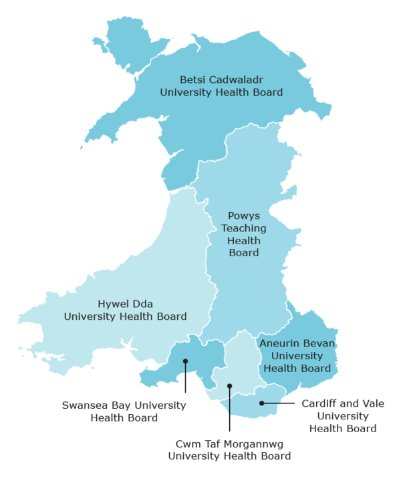 Betsi Cadwaladr
University Health Board
Powys
Teaching
Health
Board
Hywel Dda
University Health Board
Aneurin Bevan
University
Health Board
Swansea Bay University
Health Board
Cardiff and Vale
University
Health Board
Cwm Taf Morgannwg
University Health Board